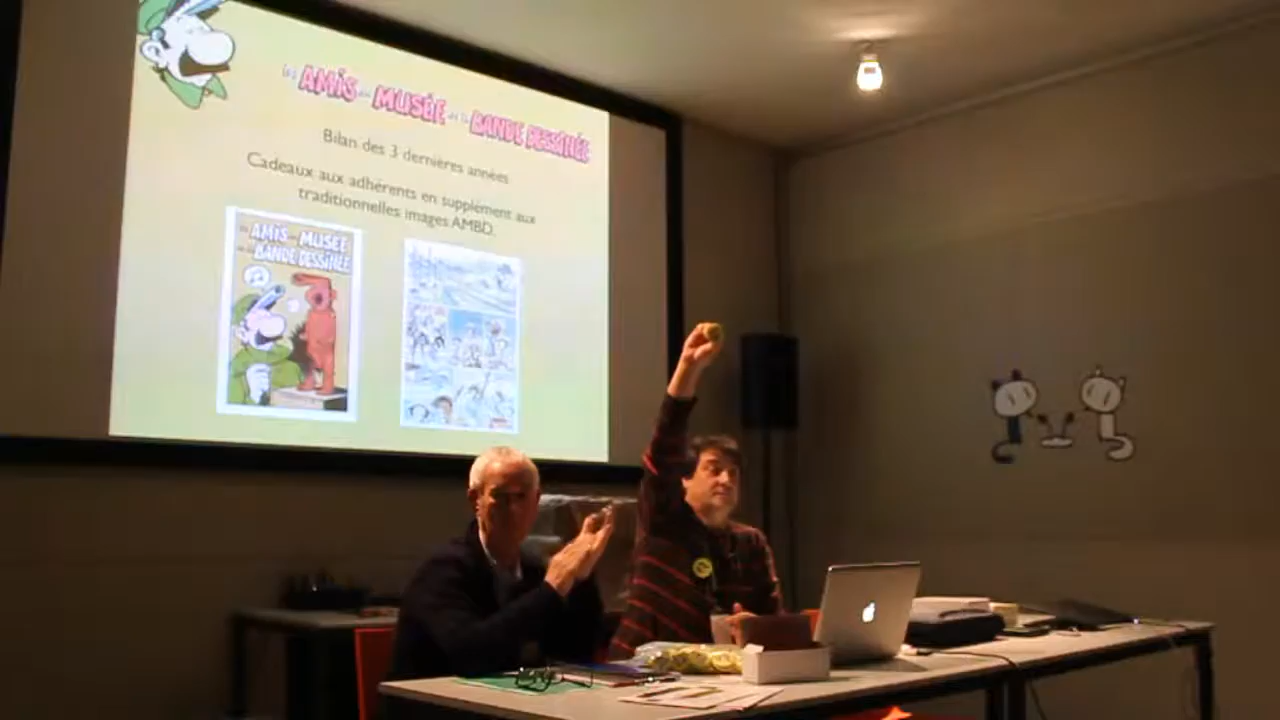 Les AMIS du MUSÉE de la BANDE DESSINÉE
Bilan des 3 dernières années
Cadeaux aux adhérents en supplément aux
traditionnelles images AMBD.
AMIS du MUSÉE
de la BANDE DESSINÉE